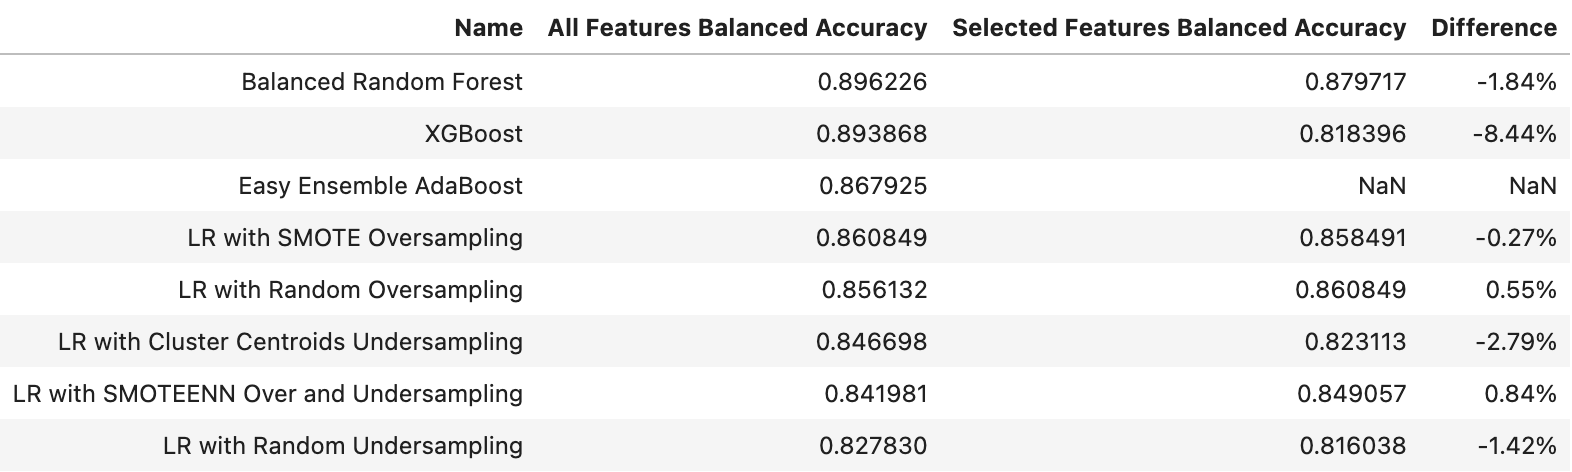 Name All Features Balanced Accuracy Selected Features Balanced Accuracy Difference
Balanced Random Forest 0.896226 0.879717 -1.84%
XGBoost 0.893868 0.818396 -8.44%
Easy Ensemble AdaBoost 0.867925 NaN NaN
LR with SMOTE Oversampling 0.860849 0.858491 -0.27%
LR with Random Oversampling 0.856132 0.860849 0.55%
LR with Cluster Centroids Undersampling 0.846698 0.823113 -2.79%
LR with SMOTEENN Over and Undersampling 0.841981 0.849057 0.84%
LR with Random Undersampling 0.827830 0.816038 -1.42%